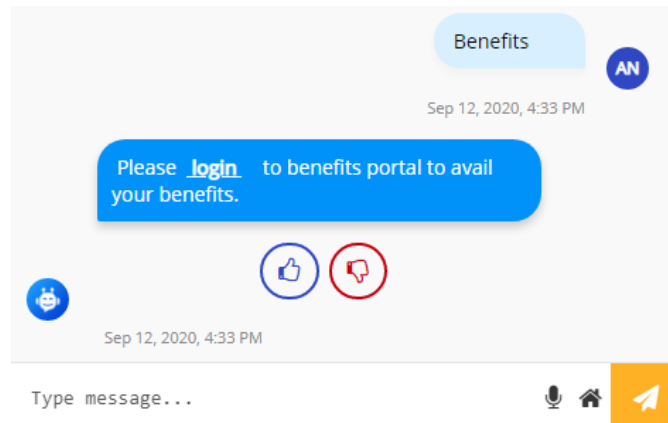 Benefits
AN
Sep 12, 2020, 4:33 PM
Please login to benefits portal to avail
your benefits.
Sep 12, 2020, 4:33 PM
Type message...